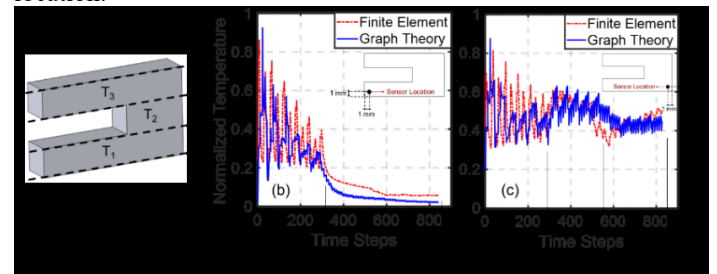 location.
T3
T2
T1
Normalized Temperature
1
0.8
0.6
0.4
0.2
0
Finite Element
Graph Theory
1 mm
Sensor Location
1 mm
(b)
0 200 400 600 800
Time Steps
1
0.8
0.6
0.4
0.2
0
Finite Element
Graph Theory
Sensor Location
mm
(c)
0 200 400 600 800
Time Steps